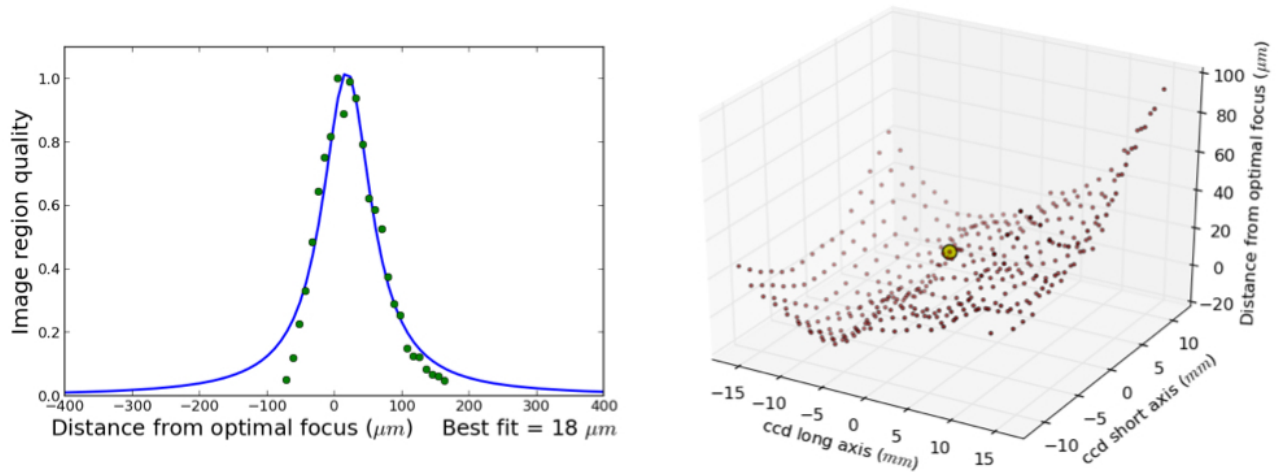 1.0
0.8
0.6
0.4
0.2
0.0
Image region quality
−400 −300 −200 −100 0 100 200 300 400
Distance from optimal focus (μm) Best fit = 18 μm
100
80
60
40
20
0
−20
Distance from optimal focus (μm)
−15 −10 −5 0 5 10 15
ccd long axis (mm)
−10 −5 0 5 10
ccd short axis (mm)